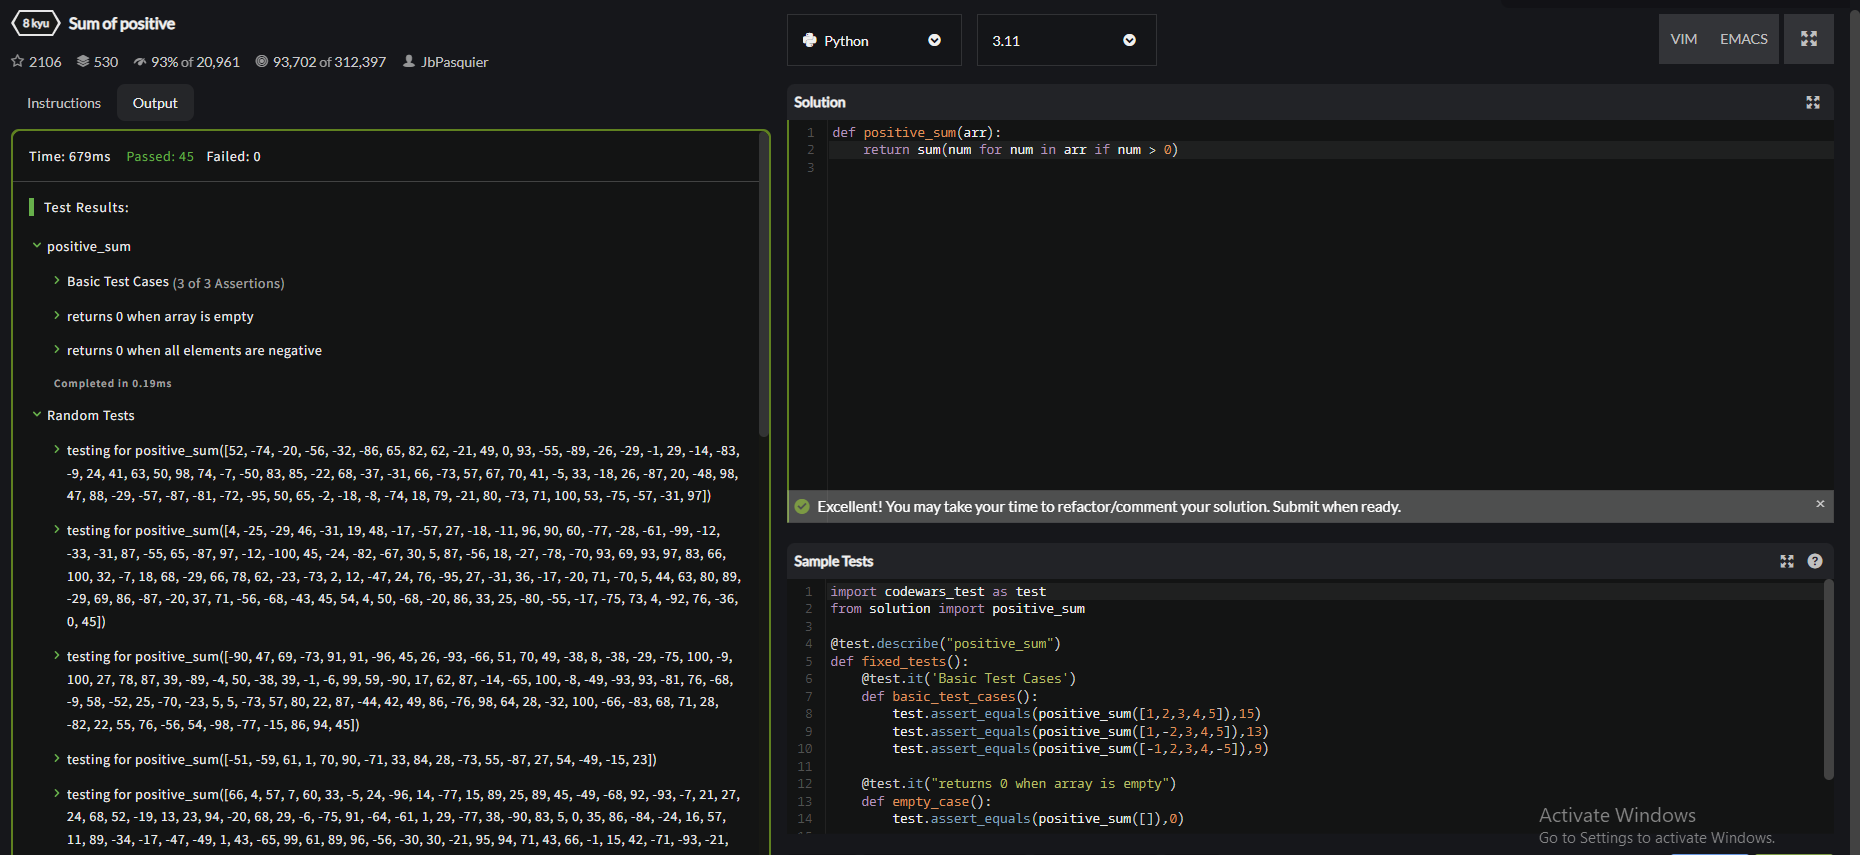 8 kyu Sum of positive
2106 530 93% of 20,961 93,702 of 312,397 JbPasquier
Instructions Output
Time: 679ms Passed: 45 Failed: 0
Test Results:
positive_sum
Basic Test Cases (3 of 3 Assertions)
returns 0 when array is empty
returns 0 when all elements are negative
Completed in 0.19ms
Random Tests
testing for positive_sum([52, -74, -20, -56, -32, -86, 65, 82, 62, -21, 49, 0, 93, -55, -89, -26, -29, -1, 29, -14, -83,
-9, 24, 41, 63, 50, 98, 74, -7, -50, 83, 85, -22, 68, -37, -31, 66, -73, 57, 67, 70, 41, -5, 33, -18, 26, -87, 20, -48, 98,
47, 88, -29, -57, -87, -81, -72, -95, 50, 65, -2, -18, -8, -74, 18, 79, -21, 80, -73, 71, 100, 53, -75, -57, -31, 97])
testing for positive_sum([4, -25, -29, 46, -31, 19, 48, -17, -57, 27, -18, -11, 96, 90, 60, -77, -28, -61, -99, -12,
-33, -31, 87, -55, 65, -87, 97, -12, -100, 45, -24, -82, -67, 30, 5, 87, -56, 18, -27, -78, -70, 93, 69, 93, 97, 83, 66,
100, 32, -7, 18, 68, -29, 66, 78, 62, -23, -73, 2, 12, -47, 24, 76, -95, 27, -31, 36, -17, -20, 71, -70, 5, 44, 63, 80, 89,
-29, 69, 86, -87, -20, 37, 71, -56, -68, -43, 45, 54, 4, 50, -68, -20, 86, 33, 25, -80, -55, -17, -75, 73, 4, -92, 76, -36,
0, 45])
testing for positive_sum([-90, 47, 69, -73, 91, 91, -96, 45, 26, -93, -66, 51, 70, 49, -38, 8, -38, -29, -75, 100, -9,
100, 27, 78, 87, 39, -89, -4, 50, -38, 39, -1, -6, 99, 59, -90, 17, 62, 87, -14, -65, 100, -8, -49, -93, 93, -81, 76, -68,
-9, 58, -52, 25, -70, -23, 5, 5, -73, 57, 80, 22, 87, -44, 42, 49, 86, -76, 98, 64, 28, -32, 100, -66, -83, 68, 71, 28,
-82, 22, 55, 76, -56, 54, -98, -77, -15, 86, 94, 45])
testing for positive_sum([-51, -59, 61, 1, 70, 90, -71, 33, 84, 28, -73, 55, -87, 27, 54, -49, -15, 23])
testing for positive_sum([66, 4, 57, 7, 60, 33, -5, 24, -96, 14, -77, 15, 89, 25, 89, 45, -49, -68, 92, -93, -7, 21, 27,
24, 68, 52, -19, 13, 23, 94, -20, 68, 29, -6, -75, 91, -64, -61, 1, 29, -77, 38, -90, 83, 5, 0, 35, 86, -84, -24, 16, 57,
11, 89, -34, -17, -47, -49, 1, 43, -65, 99, 61, 89, 96, -56, -30, 30, -21, 95, 94, 71, 43, 66, -1, 15, 42, -71, -93, -21,
Python 3.11 VIM EMACS
Solution
1 def positive_sum(arr):
2 return sum(num for num in arr if num > 0)
3
Excellent! You may take your time to refactor/comment your solution. Submit when ready. ×
Sample Tests ?
1 import codewars_test as test
2 from solution import positive_sum
3
4 @test.describe("positive_sum")
5 def fixed_tests():
6 @test.it('Basic Test Cases')
7 def basic_test_cases():
8 test.assert_equals(positive_sum([1,2,3,4,5]),15)
9 test.assert_equals(positive_sum([1,-2,3,4,5]),13)
10 test.assert_equals(positive_sum([-1,2,3,4,-5]),9)
11
12 @test.it("returns 0 when array is empty")
13 def empty_case():
14 test.assert_equals(positive_sum([]),0)
Activate Windows
Go to Settings to activate Windows.